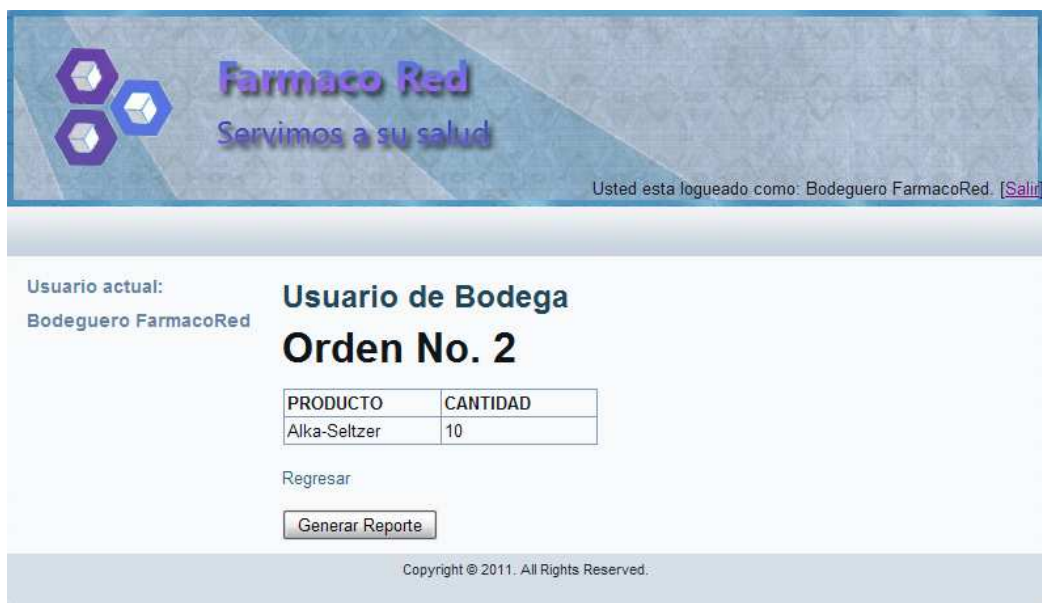 Farmaco Red
Servimos a su salud
Usted esta logueado como: Bodeguero FarmacoRed. [Salir]
Usuario actual:
Bodeguero FarmacoRed
Usuario de Bodega
Orden No. 2
PRODUCTO CANTIDAD
Alka-Seltzer 10
Regresar
Generar Reporte
Copyright © 2011. All Rights Reserved.